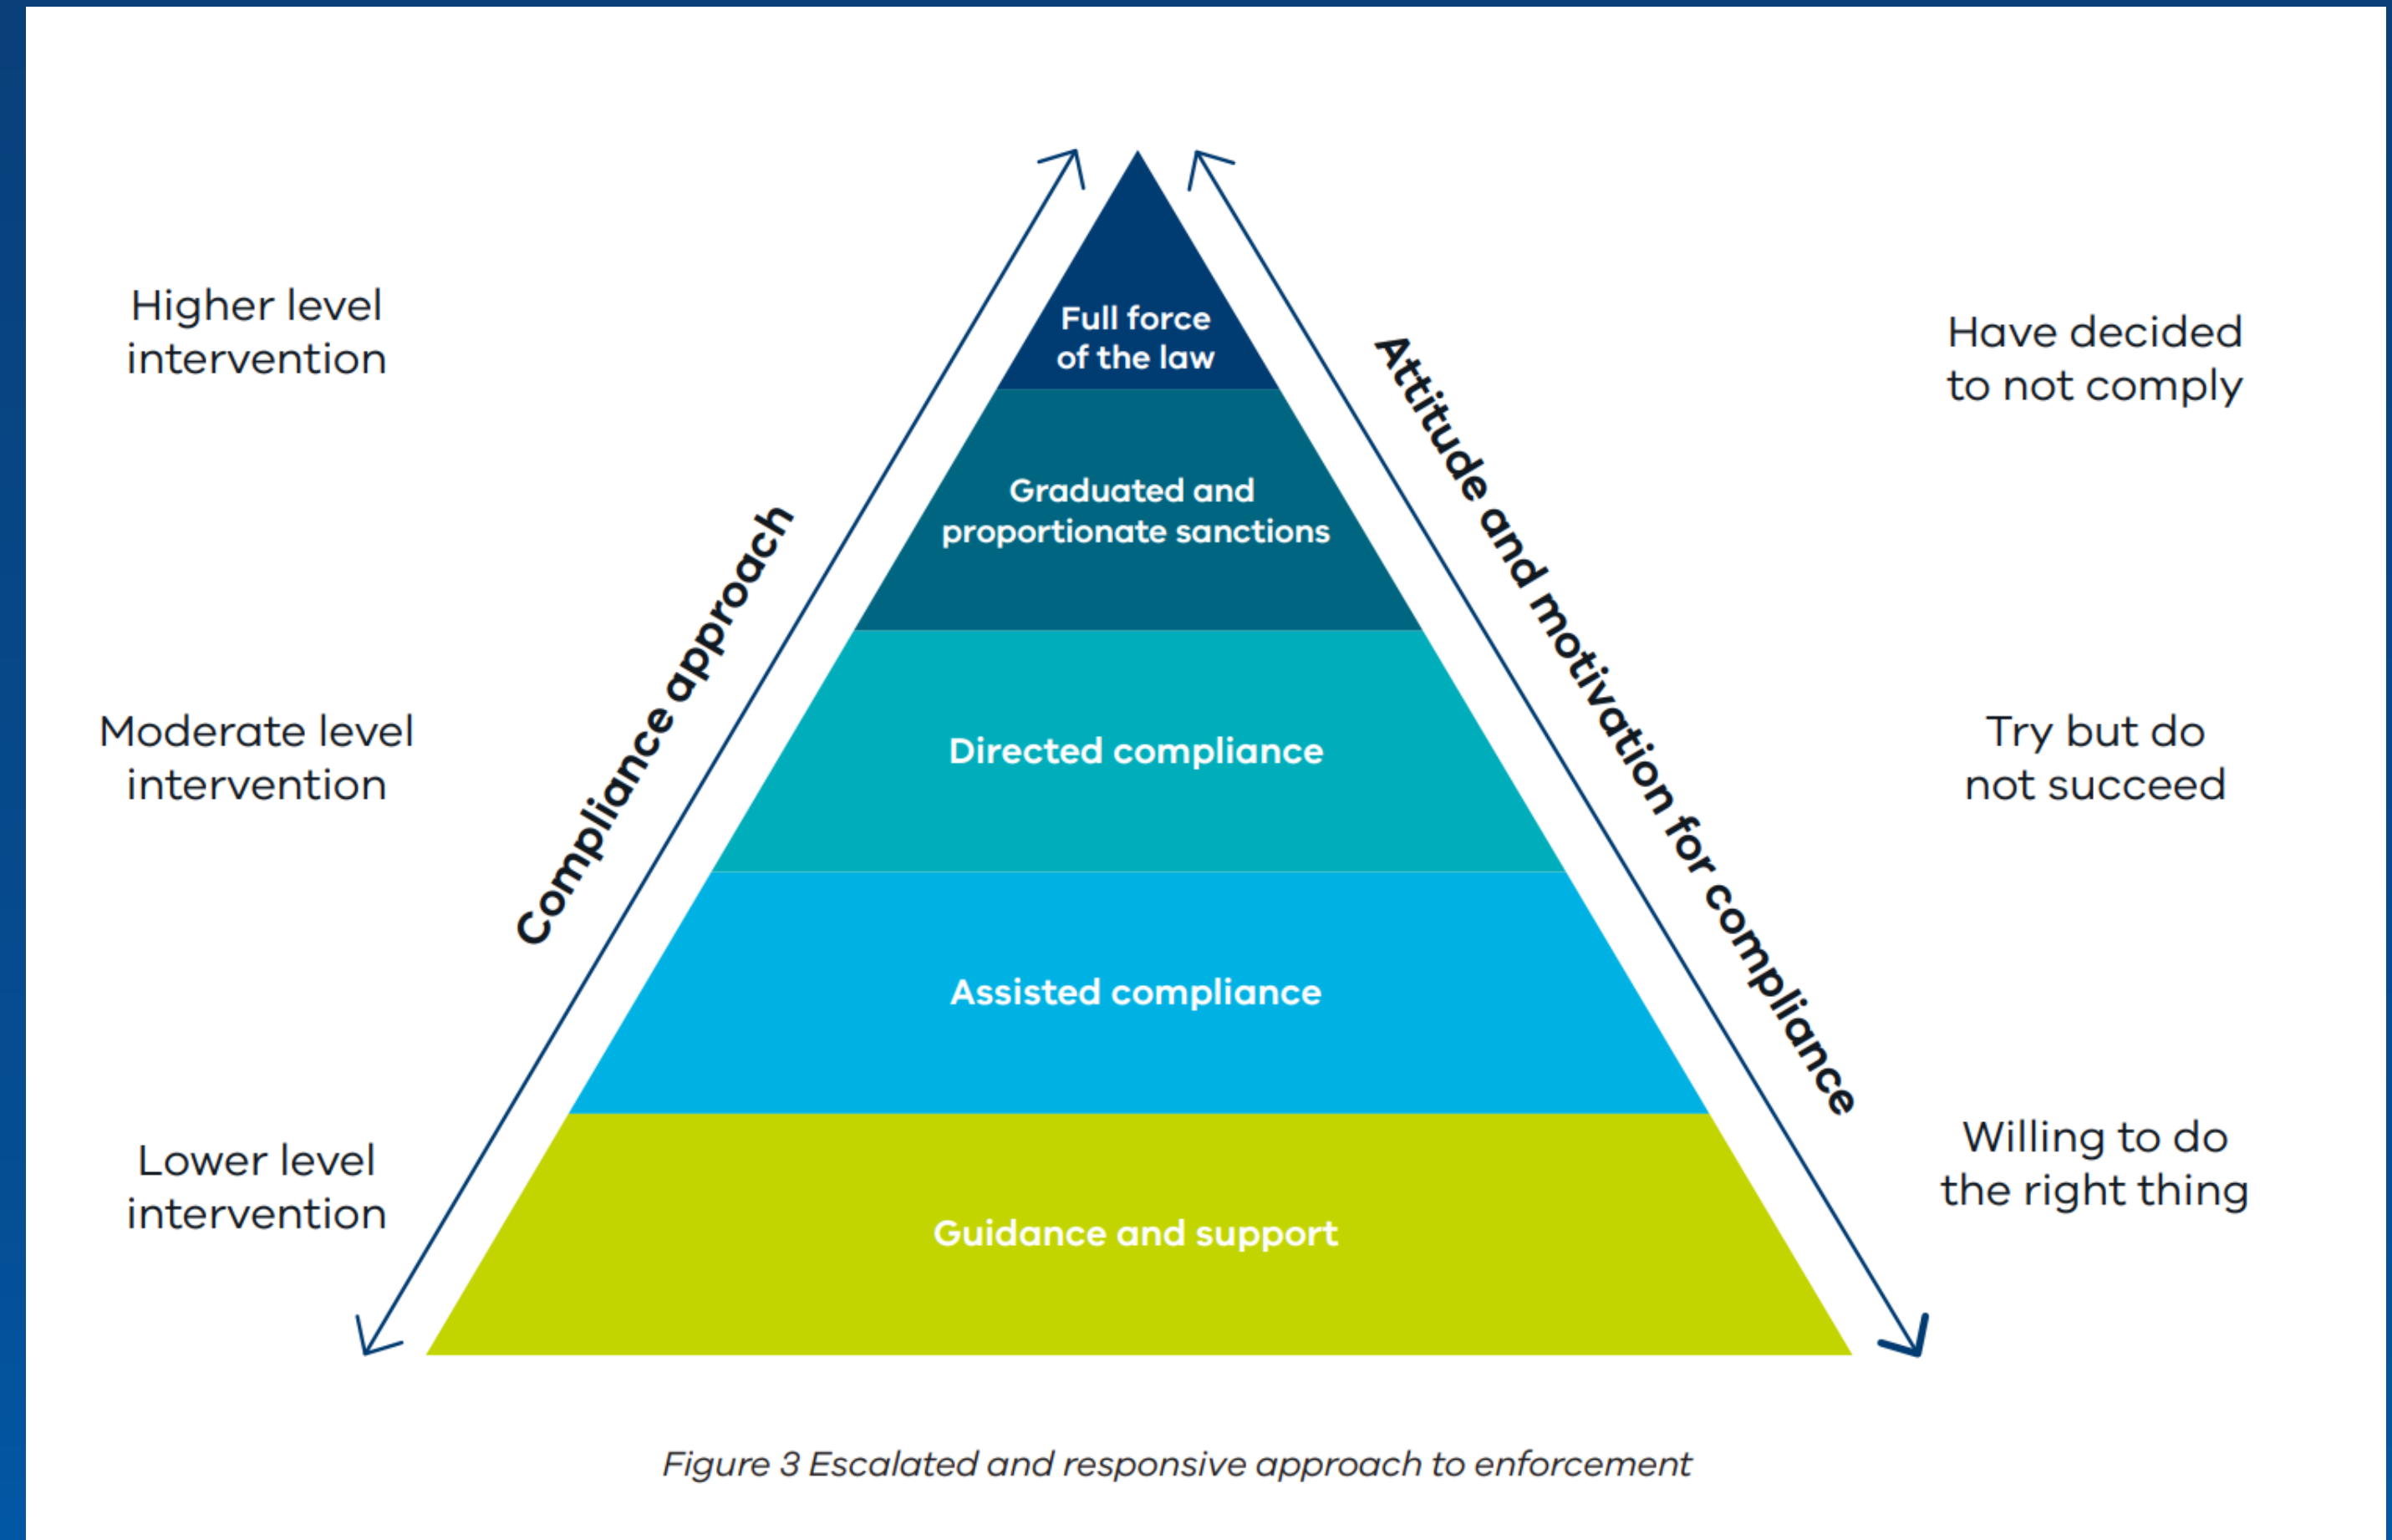 Higher level
intervention
Moderate level
intervention
Lower level
intervention
Compliance approach
Full force
of the law
Graduated and
proportionate sanctions
Directed compliance
Assisted compliance
Guidance and support
Attitude and motivation for compliance
Have decided
to not comply
Try but do
not succeed
Willing to do
the right thing
Figure 3 Escalated and responsive approach to enforcement